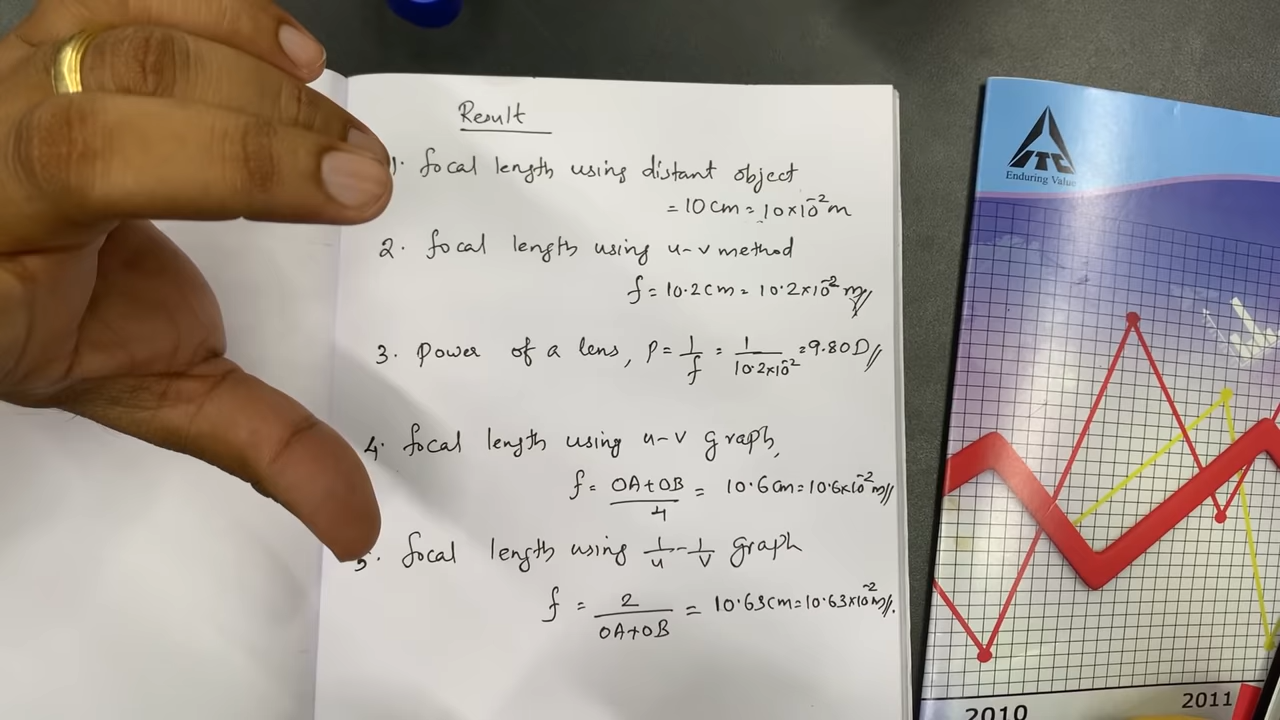 Result
1. focal length using distant object
= 10 cm = 10×10⁻² m
2. focal length using u-v method
f = 10.2 cm = 10.2×10⁻² m//
3. Power of a lens, P = 1/f = 1/10.2×10⁻² = 9.80 D//
4. focal length using u-v graph,
f = OA+OB/4 = 10.6 cm = 10.6×10⁻² m//
5. focal length using 1/u - 1/v graph
f = 2/OA+OB = 10.63 cm = 10.63×10⁻² m//.
ITC
Enduring Value
2010
2011